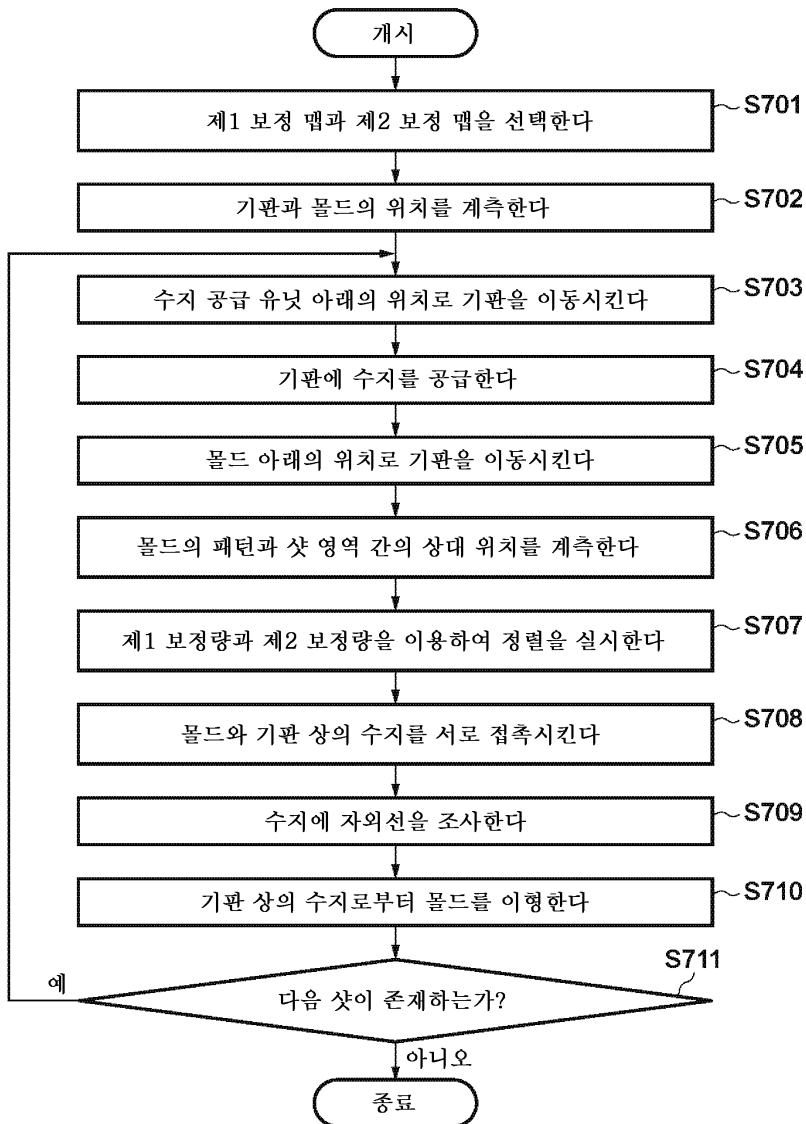 개시
제1 보정 맵과 제2 보정 맵을 선택한다
S701
기판과 몰드의 위치를 계측한다
S702
수지 공급 유닛 아래의 위치로 기판을 이동시킨다
S703
기판에 수지를 공급한다
S704
몰드 아래의 위치로 기판을 이동시킨다
S705
몰드의 패턴과 샷 영역 간의 상대 위치를 계측한다
S706
제1 보정량과 제2 보정량을 이용하여 정렬을 실시한다
S707
몰드와 기판 상의 수지를 서로 접촉시킨다
S708
수지에 자외선을 조사한다
S709
기판 상의 수지로부터 몰드를 이형한다
S710
S711
예
다음 샷이 존재하는가?
아니오
종료